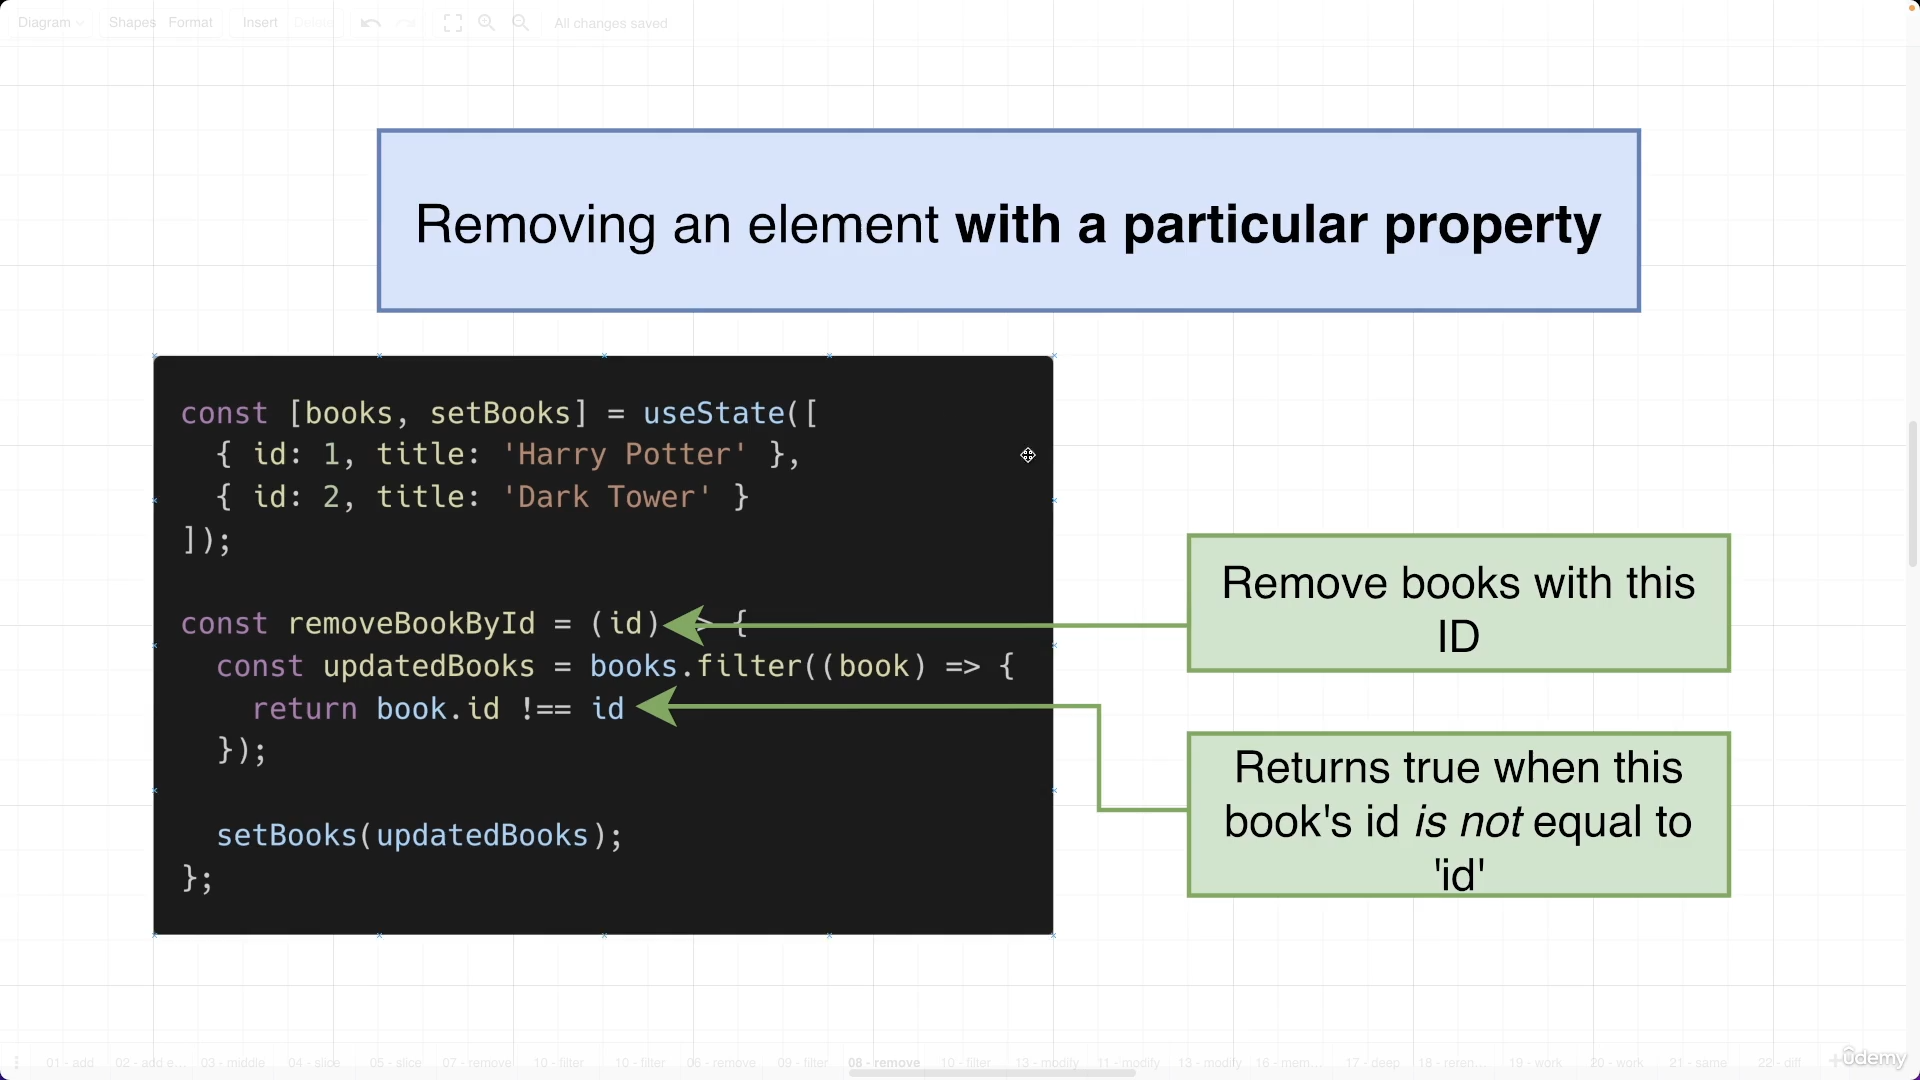 Diagram Shapes Format Insert Delete All changes saved
Removing an element with a particular property
const [books, setBooks] = useState([
  { id: 1, title: 'Harry Potter' },
  { id: 2, title: 'Dark Tower' }
]);
const removeBookById = (id) => {
  const updatedBooks = books.filter((book) => {
    return book.id !== id
  });
  setBooks(updatedBooks);
};
Remove books with this
ID
Returns true when this
book's id is not equal to
'id'
01 - add 02 - add e... 03 - middle 04 - slice 05 - slice 07 - remove 10 - filter 10 - filter 06 - remove 09 - filter 08 - remove 10 - filter 13 - modify 11 - modify 13 - modify 16 - mem... 17 - deep 18 - reren... 19 - work 20 - work 21 - same 22 - diff
ûdemy